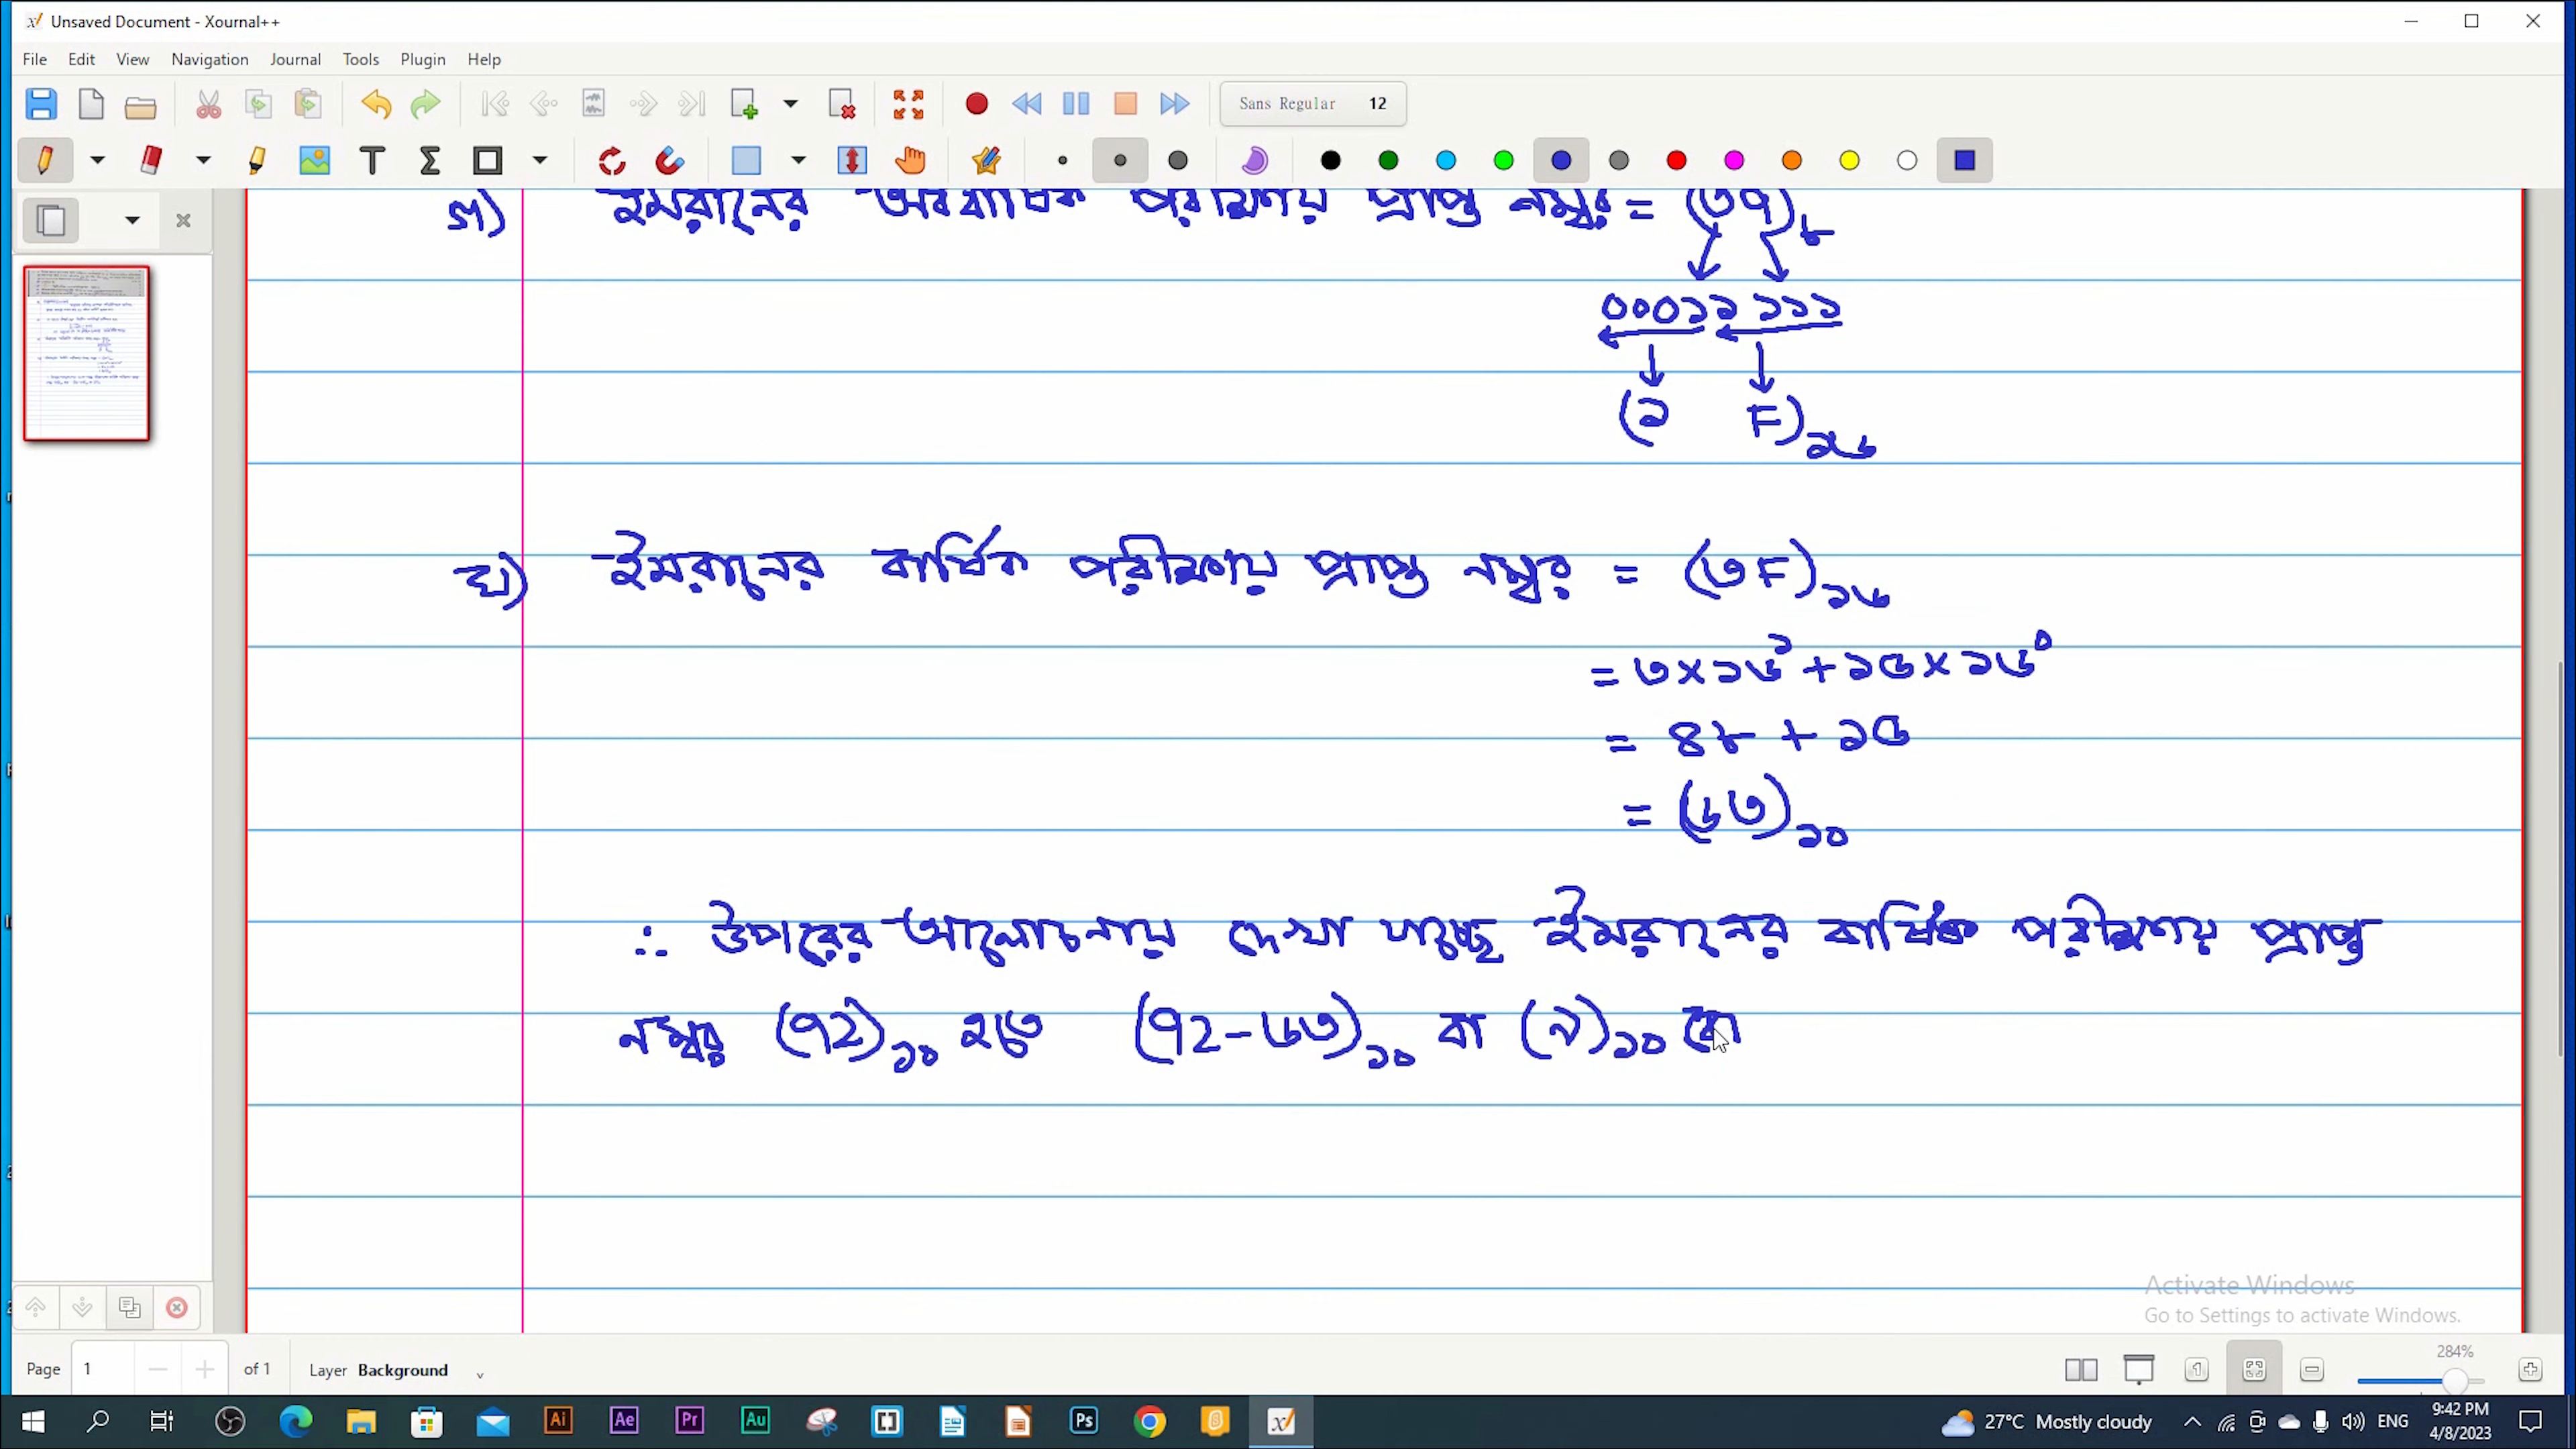 Unsaved Document - Xournal++
File Edit View Navigation Journal Tools Plugin Help
Sans Regular 12
গ) ইমরানের অর্ধবার্ষিক পরীক্ষায় প্রাপ্ত নম্বর = (৩৭)৮
০০০১১ ১১১১
(১ F)১৬
ঘ) ইমরানের বার্ষিক পরীক্ষায় প্রাপ্ত নম্বর = (৩F)১৬
= ৩×১৬¹ + ১৫×১৬⁰
= ৪৮ + ১৫
= (৬৩)১০
∴ উপরের আলোচনায় দেখা যাচ্ছে ইমরানের বার্ষিক পরীক্ষায় প্রাপ্ত
নম্বর (৭২)১০ হতে (৭২-৬৩)১০ বা (৯)১০
Activate Windows
Go to Settings to activate Windows.
Page 1 of 1 Layer Background
284%
27°C Mostly cloudy
ENG
9:42 PM
4/8/2023